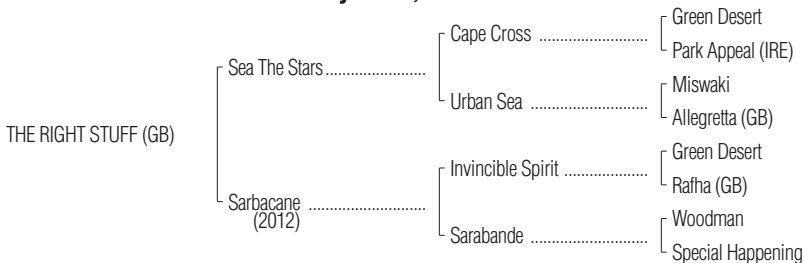 Green Desert
Cape Cross ....................
Park Appeal (IRE)
Sea The Stars ........................
Miswaki
Urban Sea ......................
Allegretta (GB)
THE RIGHT STUFF (GB)
Green Desert
Invincible Spirit ...............
Rafha (GB)
Sarbacane ............................
(2012)
Woodman
Sarabande ......................
Special Happening